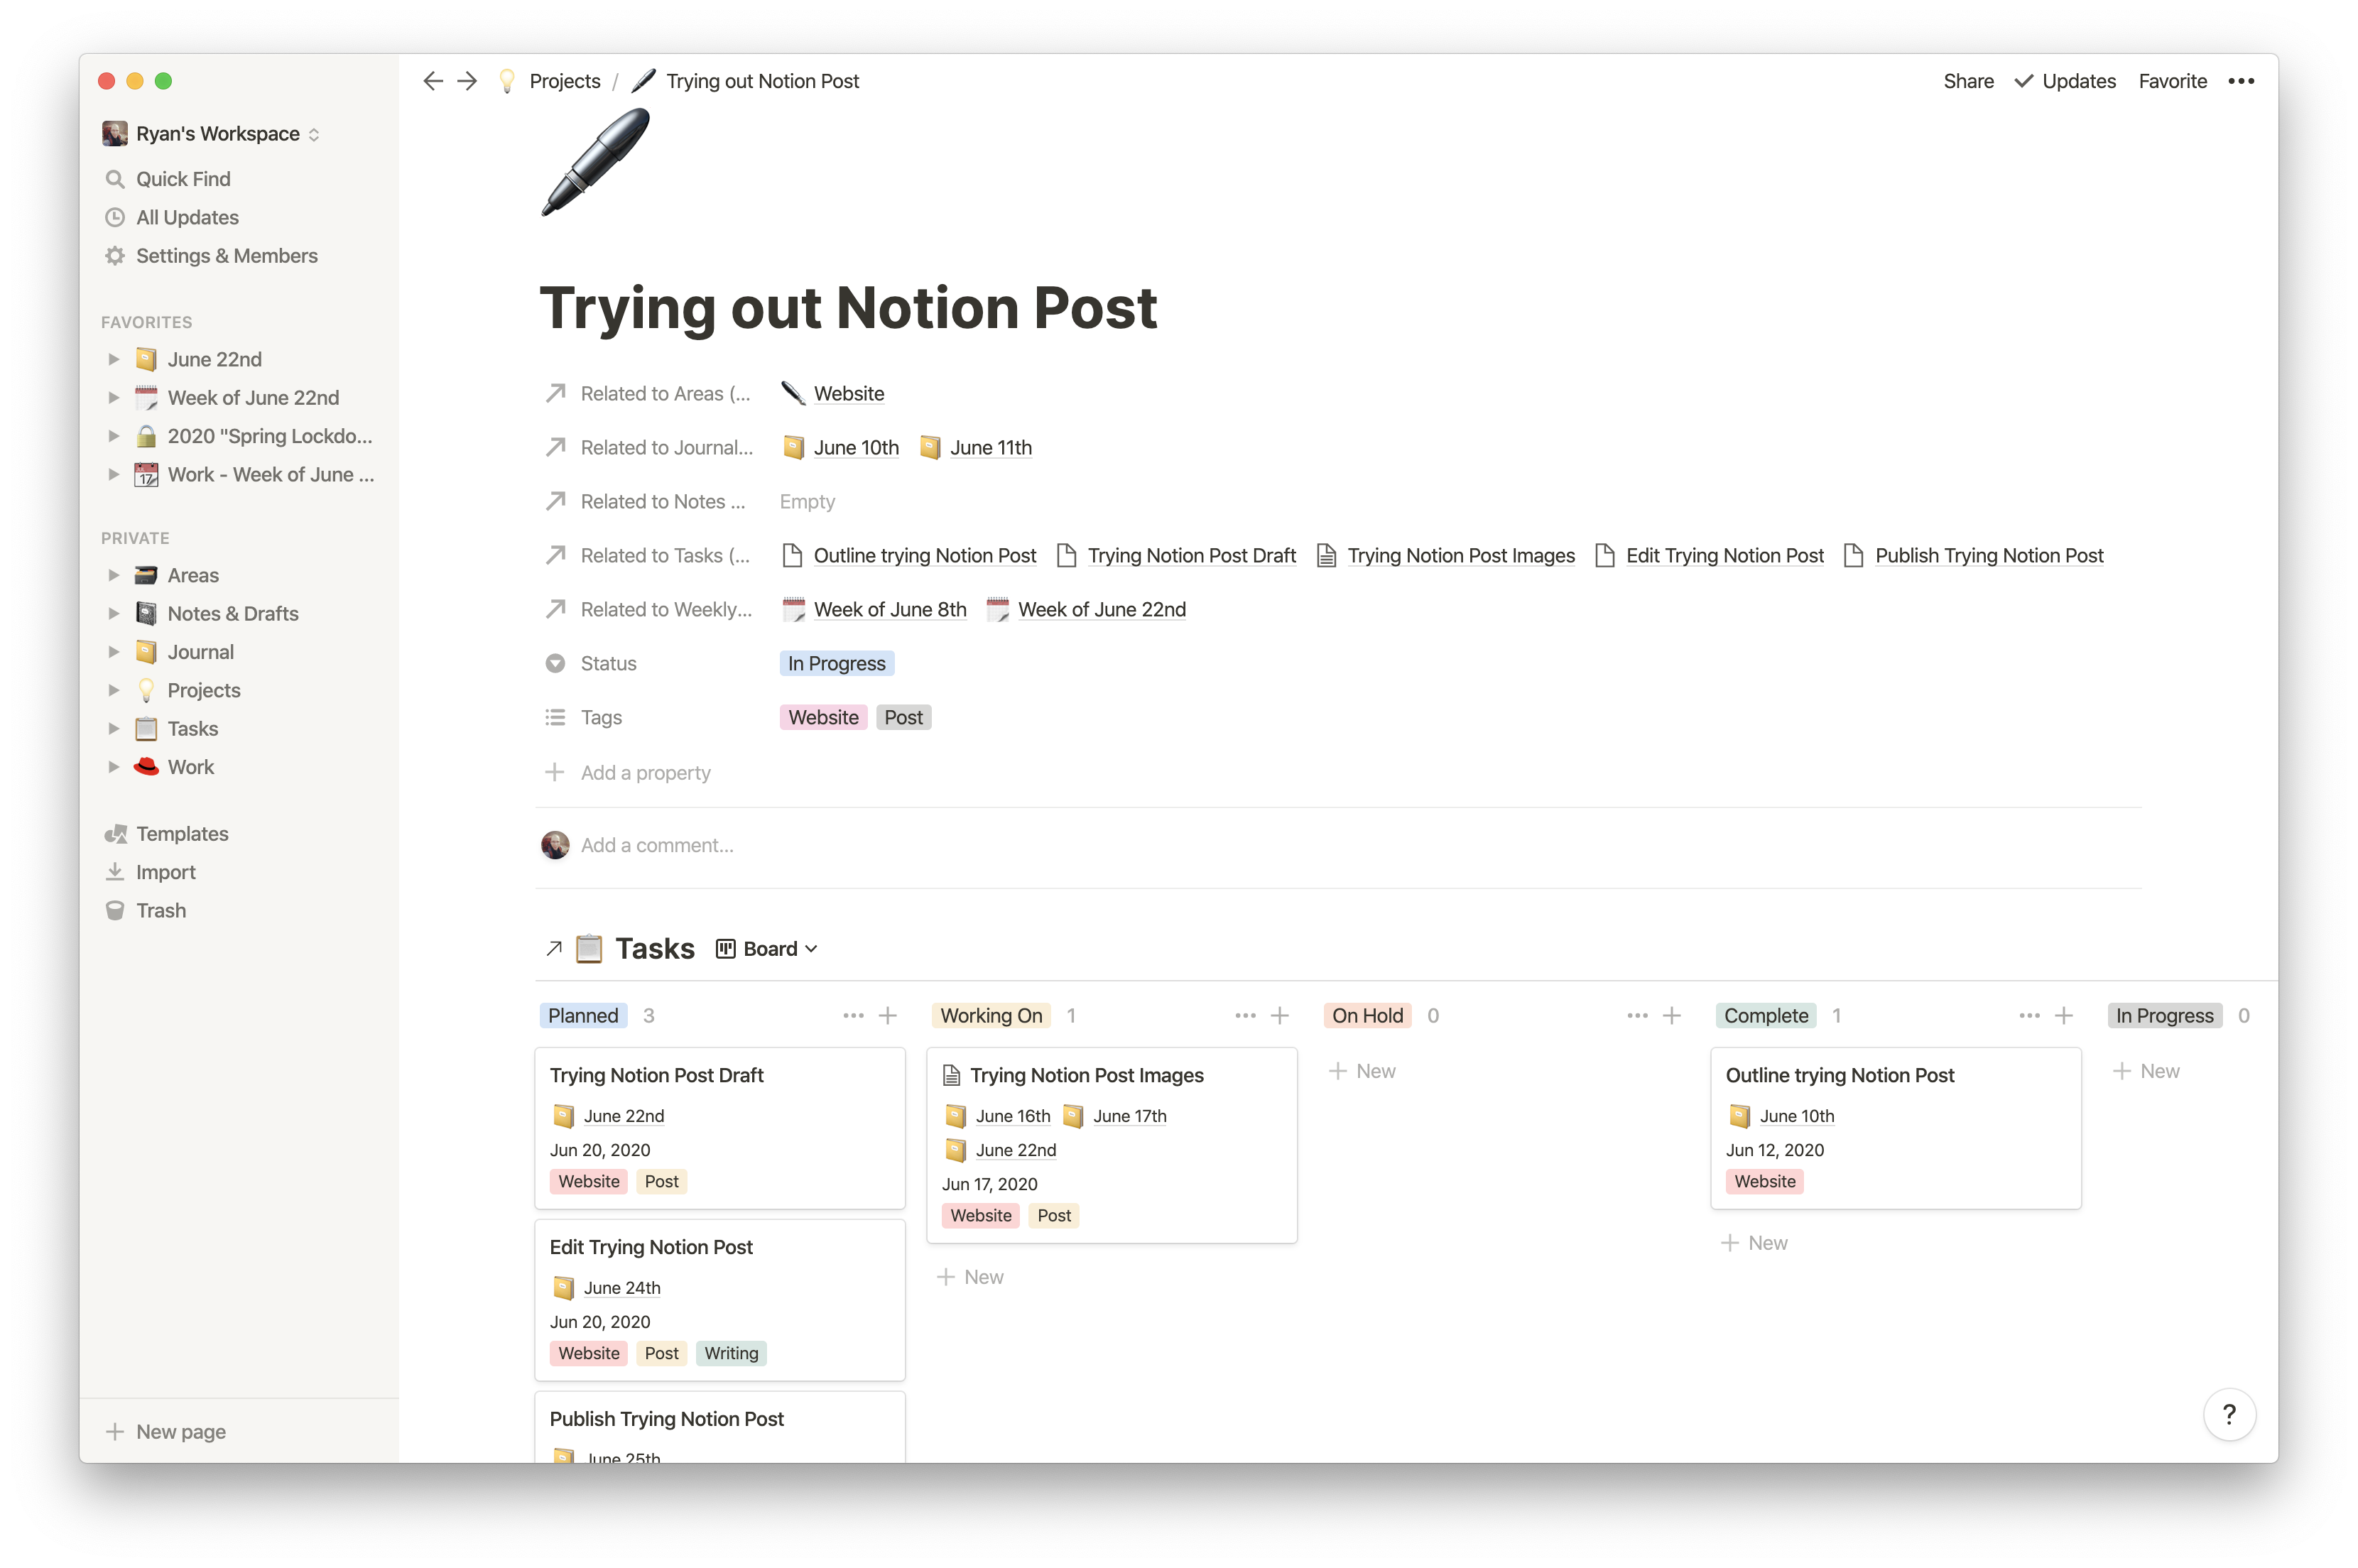 Projects / Trying out Notion Post
Share Updates Favorite
Ryan's Workspace
Quick Find
All Updates
Settings & Members
FAVORITES
June 22nd
Week of June 22nd
2020 "Spring Lockdo...
17 Work - Week of June ...
PRIVATE
Areas
Notes & Drafts
Journal
Projects
Tasks
Work
Templates
Import
Trash
New page
Trying out Notion Post
Related to Areas (... Website
Related to Journal... June 10th June 11th
Related to Notes ... Empty
Related to Tasks (... Outline trying Notion Post Trying Notion Post Draft Trying Notion Post Images Edit Trying Notion Post Publish Trying Notion Post
Related to Weekly... Week of June 8th Week of June 22nd
Status In Progress
Tags Website Post
Add a property
Add a comment...
Tasks Board
Planned 3
Trying Notion Post Draft
June 22nd
Jun 20, 2020
Website Post
Edit Trying Notion Post
June 24th
Jun 20, 2020
Website Post Writing
Publish Trying Notion Post
June 25th
Working On 1
Trying Notion Post Images
June 16th June 17th
June 22nd
Jun 17, 2020
Website Post
New
On Hold 0
New
Complete 1
Outline trying Notion Post
June 10th
Jun 12, 2020
Website
New
In Progress 0
New
?